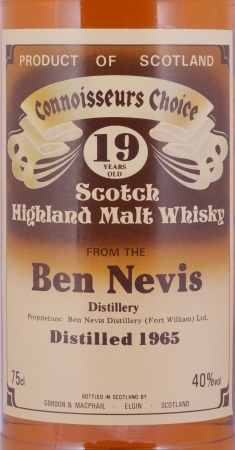 PRODUCT OF SCOTLAND
Connoisseurs Choice
19
YEARS
OLD
Scotch
Highland Malt Whisky
FROM THE
Ben Nevis
Distillery
Proprietors: Ben Nevis Distillery (Fort William) Ltd.
Distilled 1965
75cl 40%vol
BOTTLED IN SCOTLAND BY
GORDON & MACPHAIL · ELGIN · SCOTLAND